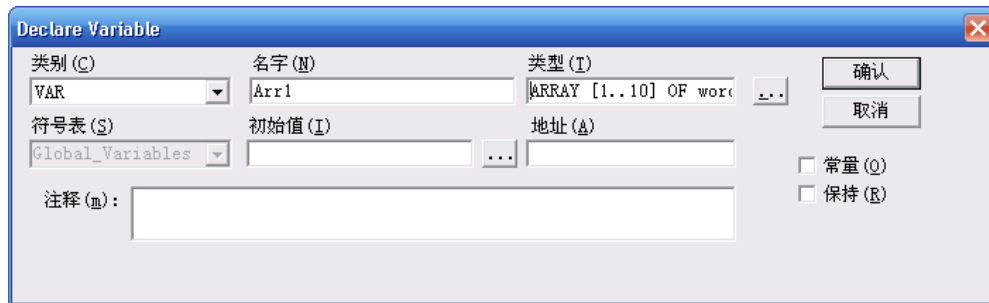 Declare Variable
类别(C) 名字(N) 类型(T)
VAR Arr1 ARRAY [1..10] OF word ... 确认
取消
符号表(S) 初始值(I) 地址(A)
Global_Variables ...
常量(O)
保持(R)
注释(m):